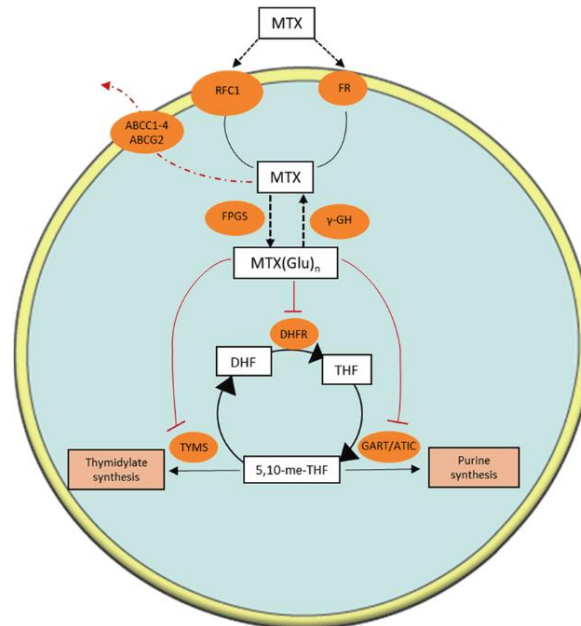 MTX
RFC1
FR
ABCC1-4
ABCG2
MTX
FPGS
γ-GH
MTX(Glu)n
DHFR
DHF
THF
TYMS
GART/ATIC
Thymidylate
synthesis
5,10-me-THF
Purine
synthesis